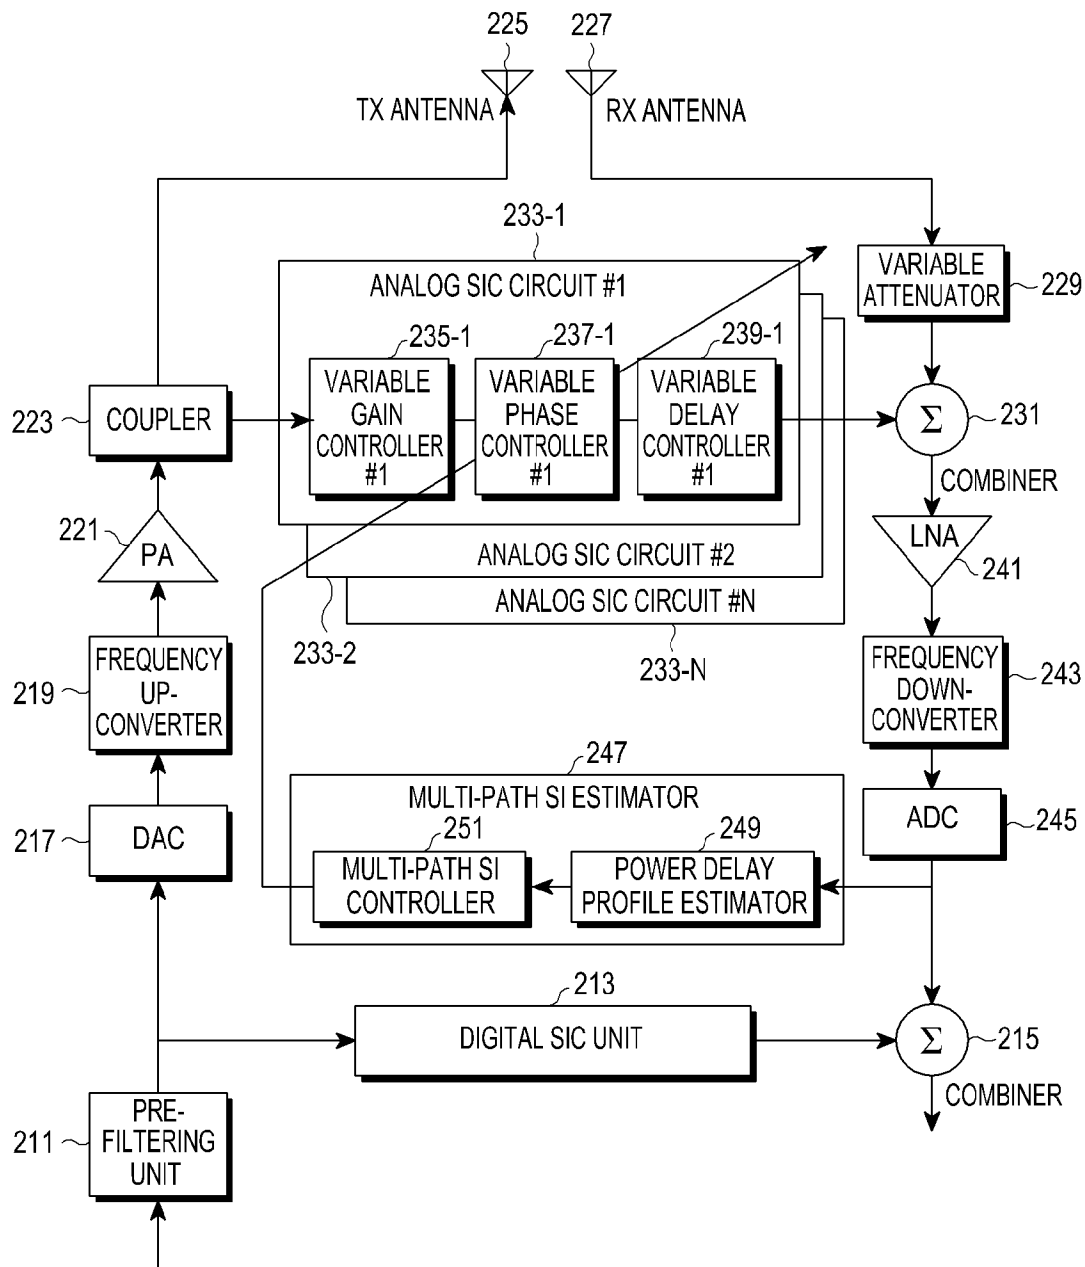 225
227
TX ANTENNA
RX ANTENNA
233-1
ANALOG SIC CIRCUIT #1
VARIABLE
ATTENUATOR
229
235-1
237-1
239-1
VARIABLE
GAIN
CONTROLLER
#1
VARIABLE
PHASE
CONTROLLER
#1
VARIABLE
DELAY
CONTROLLER
#1
223
COUPLER
Σ
231
COMBINER
221
PA
ANALOG SIC CIRCUIT #2
LNA
241
ANALOG SIC CIRCUIT #N
233-2
233-N
219
FREQUENCY
UP-
CONVERTER
FREQUENCY
DOWN-
CONVERTER
243
247
MULTI-PATH SI ESTIMATOR
217
DAC
251
249
ADC
245
MULTI-PATH SI
CONTROLLER
POWER DELAY
PROFILE ESTIMATOR
213
DIGITAL SIC UNIT
Σ
215
COMBINER
211
PRE-
FILTERING
UNIT